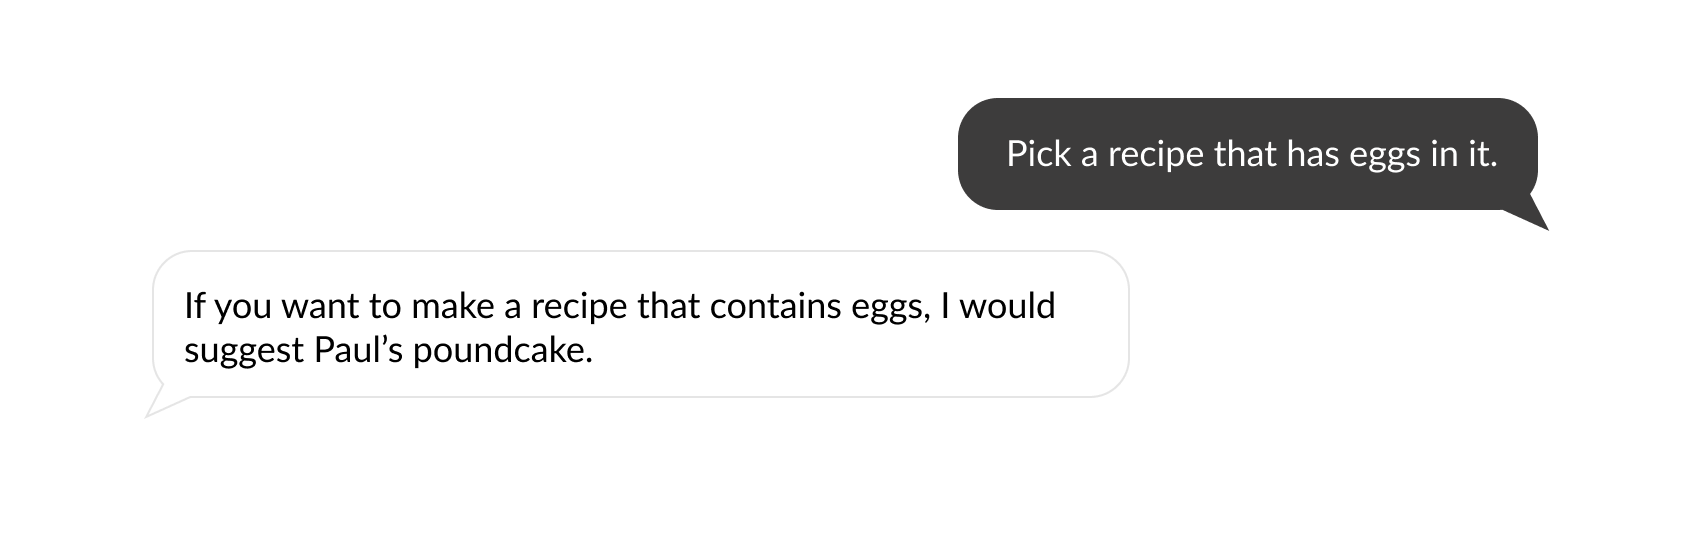 Pick a recipe that has eggs in it.
If you want to make a recipe that contains eggs, I would
suggest Paul’s poundcake.